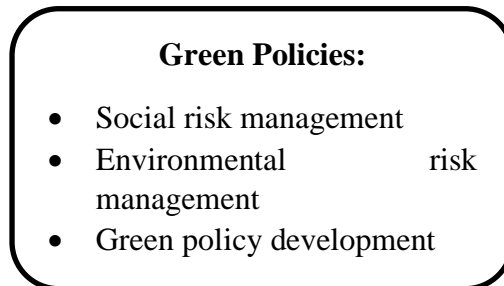 Green Policies:
• Social risk management
• Environmental risk
management
• Green policy development